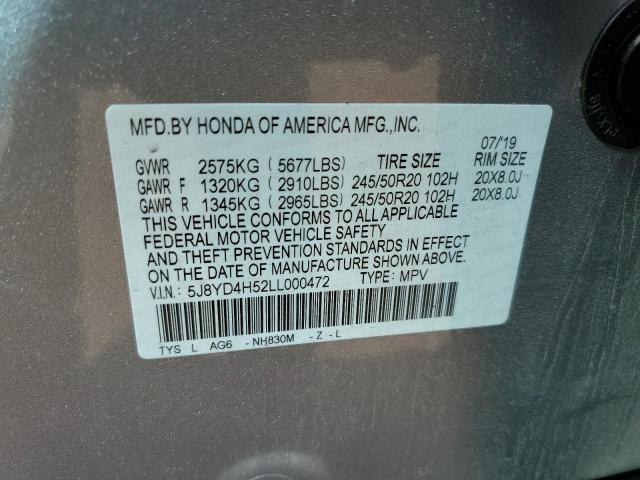 MFD.BY HONDA OF AMERICA MFG.,INC.
07/19
GVWR 2575KG (5677LBS) TIRE SIZE RIM SIZE
GAWR F 1320KG (2910LBS) 245/50R20 102H 20X8.0J
GAWR R 1345KG (2965LBS) 245/50R20 102H 20X8.0J
THIS VEHICLE CONFORMS TO ALL APPLICABLE
FEDERAL MOTOR VEHICLE SAFETY
AND THEFT PREVENTION STANDARDS IN EFFECT
ON THE DATE OF MANUFACTURE SHOWN ABOVE.
V.I.N.: 5J8YD4H52LL000472 TYPE: MPV
TYS L AG6 -NH830M -Z-L